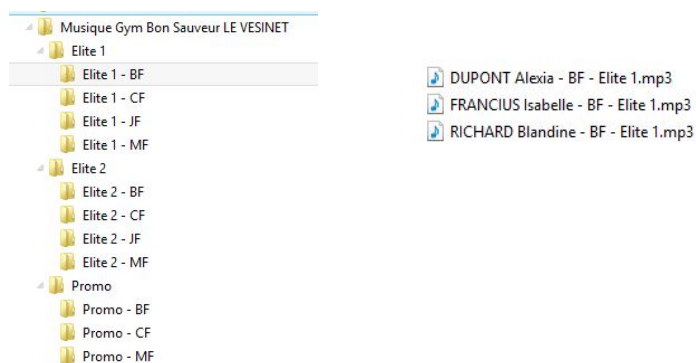 Musique Gym Bon Sauveur LE VESINET
Elite 1
Elite 1 - BF
Elite 1 - CF
Elite 1 - JF
Elite 1 - MF
Elite 2
Elite 2 - BF
Elite 2 - CF
Elite 2 - JF
Elite 2 - MF
Promo
Promo - BF
Promo - CF
Promo - MF
DUPONT Alexia - BF - Elite 1.mp3
FRANCIUS Isabelle - BF - Elite 1.mp3
RICHARD Blandine - BF - Elite 1.mp3